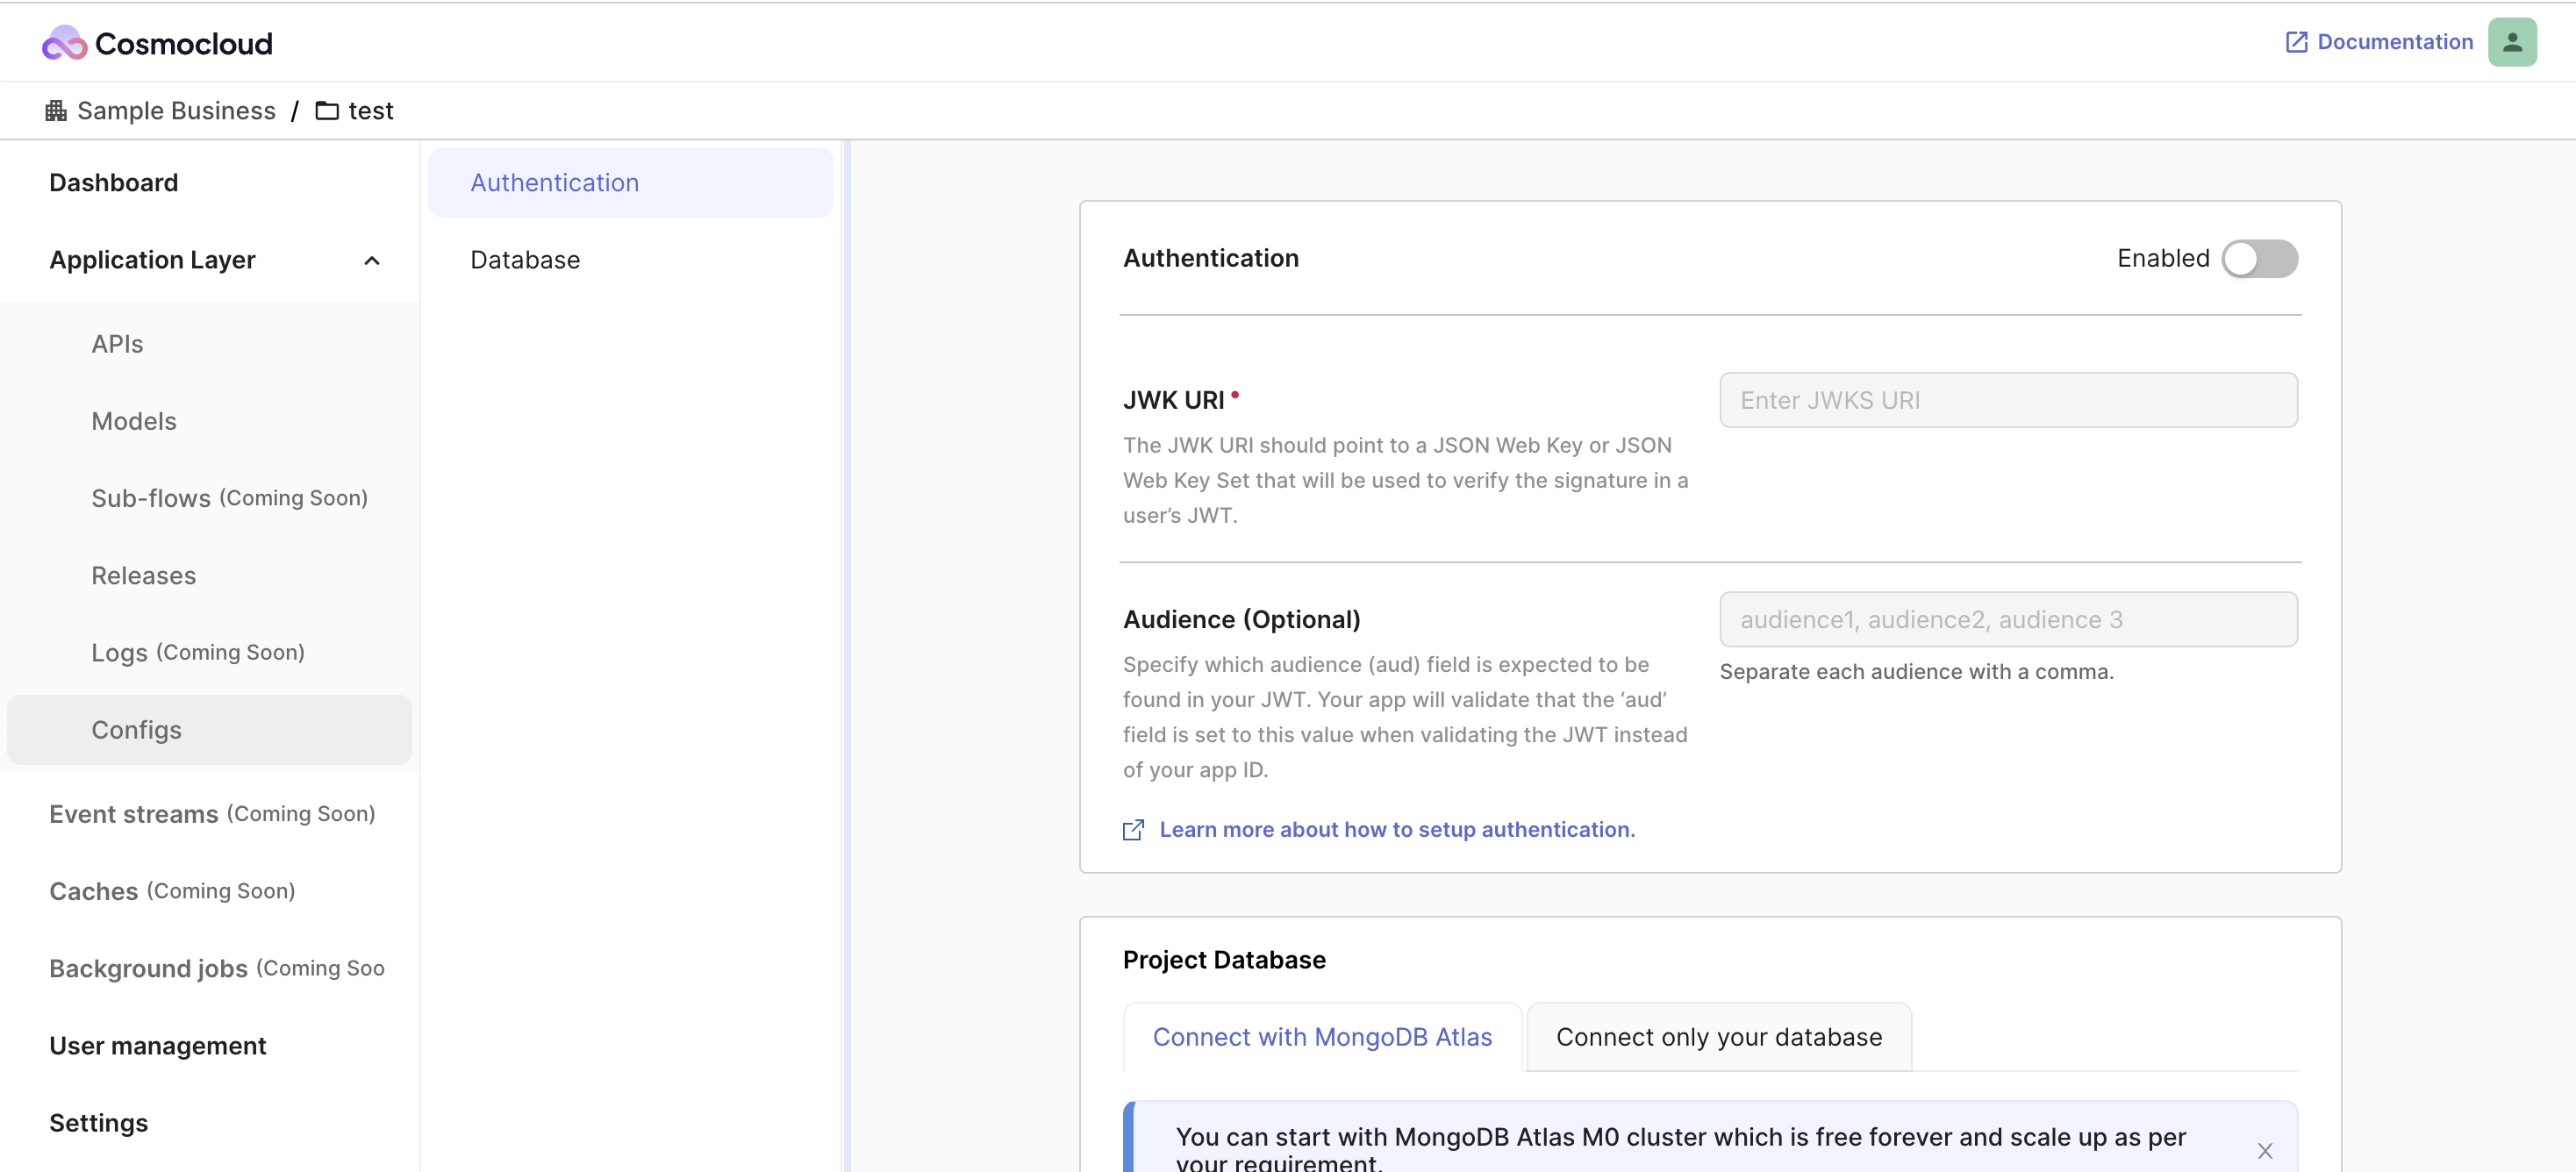 Cosmocloud
Documentation
Sample Business / test
Dashboard
Application Layer
APIs
Models
Sub-flows (Coming Soon)
Releases
Logs (Coming Soon)
Configs
Event streams (Coming Soon)
Caches (Coming Soon)
Background jobs (Coming Soo
User management
Settings
Authentication
Database
Authentication
Enabled
JWK URI
Enter JWKS URI
The JWK URI should point to a JSON Web Key or JSON
Web Key Set that will be used to verify the signature in a
user’s JWT.
Audience (Optional)
audience1, audience2, audience 3
Separate each audience with a comma.
Specify which audience (aud) field is expected to be
found in your JWT. Your app will validate that the ‘aud’
field is set to this value when validating the JWT instead
of your app ID.
Learn more about how to setup authentication.
Project Database
Connect with MongoDB Atlas
Connect only your database
You can start with MongoDB Atlas M0 cluster which is free forever and scale up as per
your requirement.